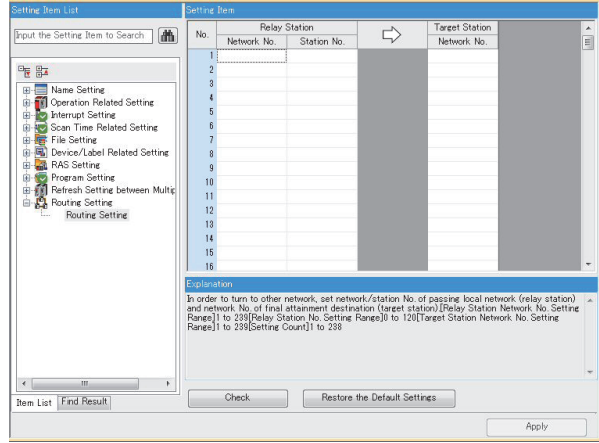 Setting Item List
Setting Item
Input the Setting Item to Search
No.
Relay Station
Target Station
Network No.
Station No.
Network No.
1
2
3
4
5
6
7
8
9
10
11
12
13
14
15
16
Name Setting
Operation Related Setting
Interrupt Setting
Scan Time Related Setting
File Setting
Device/Label Related Setting
RAS Setting
Program Setting
Refresh Setting between Multip
Routing Setting
Routing Setting
Explanation
In order to turn to other network, set network/station No. of passing local network (relay station)
and network No. of final attainment destination (target station).[Relay Station Network No. Setting
Range]1 to 239[Relay Station No. Setting Range]0 to 120[Target Station Network No. Setting
Range]1 to 239[Setting Count]1 to 238
Item List
Find Result
Check
Restore the Default Settings
Apply